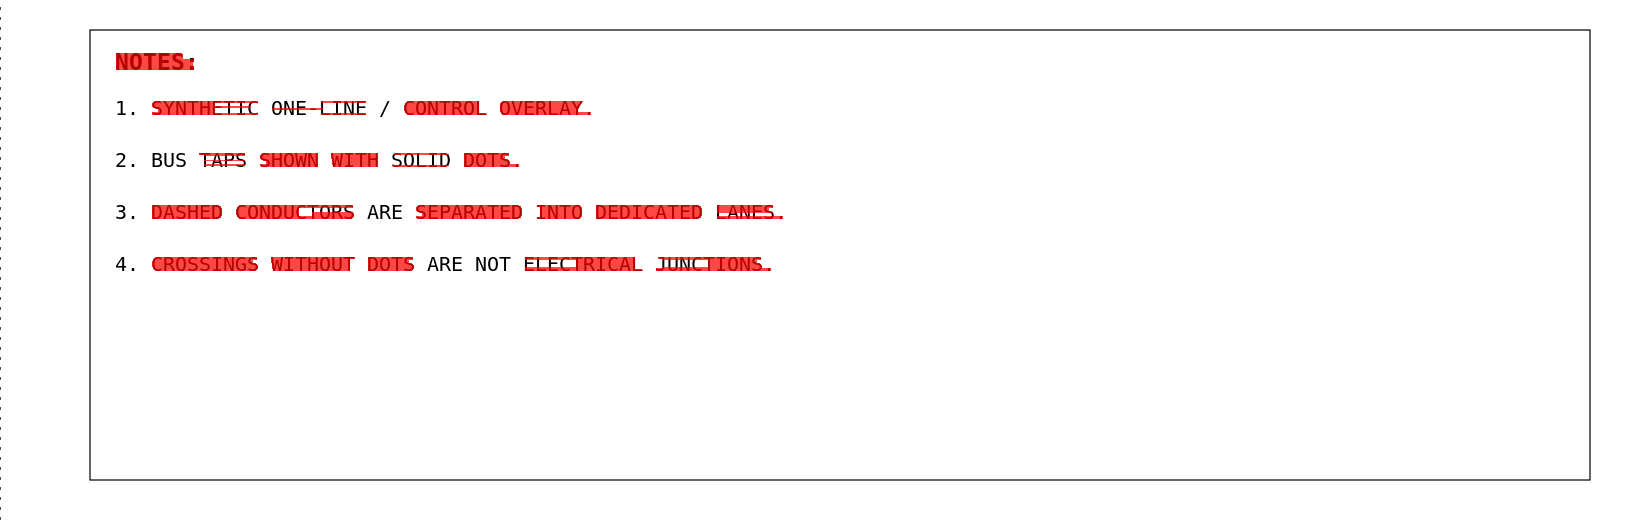 NOTES:
1. SYNTHETIC ONE-LINE / CONTROL OVERLAY.
2. BUS TAPS SHOWN WITH SOLID DOTS.
3. DASHED CONDUCTORS ARE SEPARATED INTO DEDICATED LANES.
4. CROSSINGS WITHOUT DOTS ARE NOT ELECTRICAL JUNCTIONS.